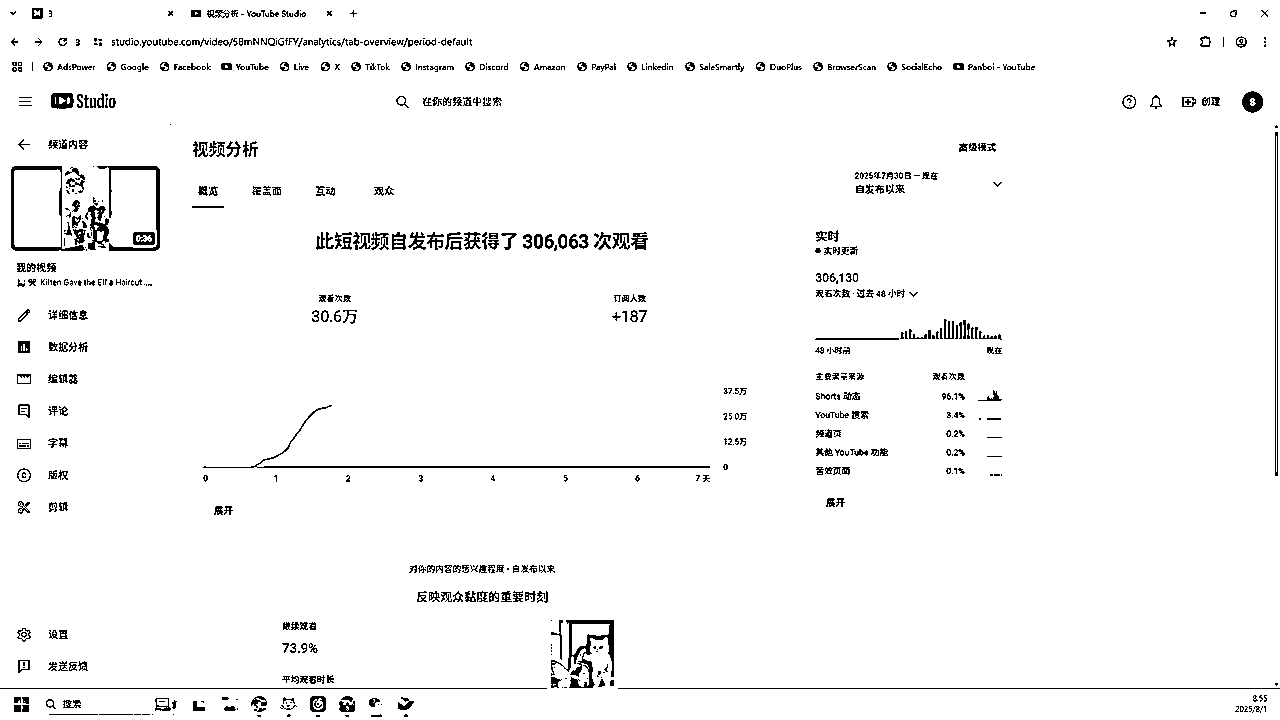 3
视频分析 - YouTube Studio
studio.youtube.com/video/S8mNNQiGfFY/analytics/tab-overview/period-default
AdsPower Google Facebook YouTube Live X TikTok Instagram Discord Amazon PayPal Linkedin SaleSmartly DuoPlus BrowserScan SocialEcho Panboi - YouTube
Studio
在你的频道中搜索
创建
S
频道内容
0:36
我的视频
Kitten Gave the Elf a Haircut ...
详细信息
数据分析
编辑器
评论
字幕
版权
剪辑
设置
发送反馈
视频分析
高级模式
概览 覆盖面 互动 观众
2025年7月30日 – 现在
自发布以来
此短视频自发布后获得了 306,063 次观看
观看次数
30.6万
订阅人数
+187
37.5万
25.0万
12.5万
0
0 1 2 3 4 5 6 7 天
展开
实时
实时更新
306,130
观看次数 · 过去 48 小时
48 小时前 现在
主要流量来源 观看次数
Shorts 动态 96.1%
YouTube 搜索 3.4%
频道页 0.2%
其他 YouTube 功能 0.2%
音效页面 0.1%
展开
对你的内容的感兴趣程度 · 自发布以来
反映观众黏度的重要时刻
继续观看
73.9%
平均观看时长
搜索
8:55
2025/8/1